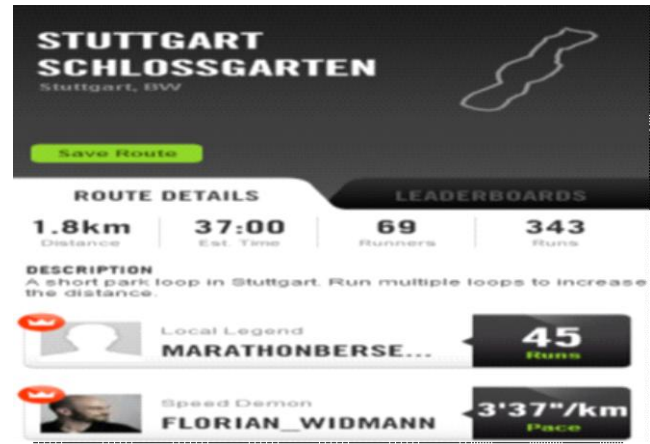 STUTTGART
SCHLOSSGARTEN
Stuttgart, BW
Save Route
ROUTE DETAILS LEADERBOARDS
1.8km 37:00 69 343
Distance Est. Time Runners Runs
DESCRIPTION
A short park loop in Stuttgart. Run multiple loops to increase
the distance.
Local Legend
MARATHONBERSE... 45
Runs
Speed Demon
FLORIAN_WIDMANN 3'37"/km
Pace